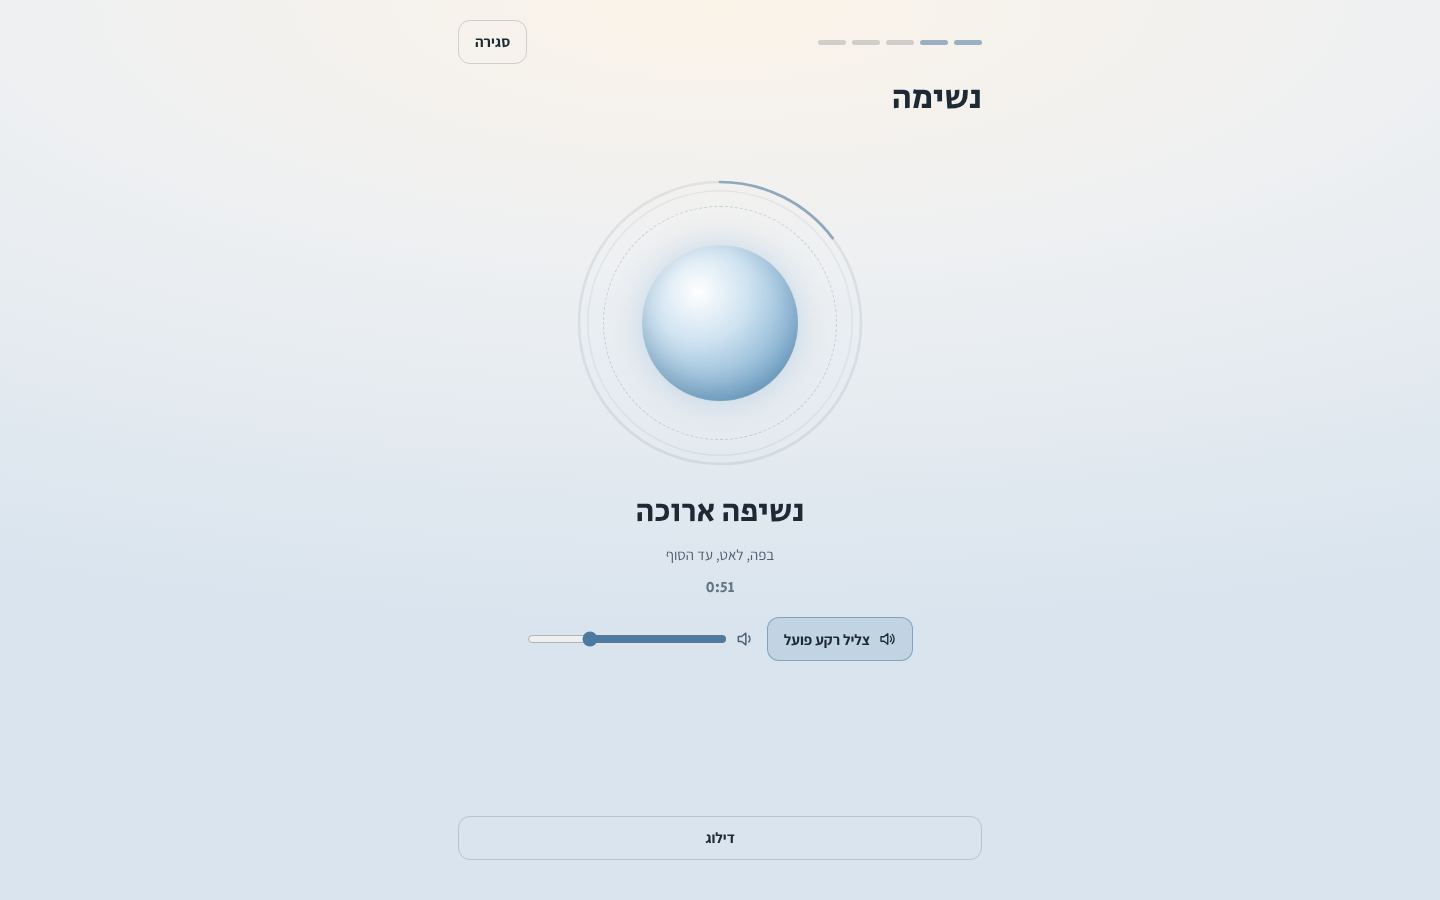 סגירה
נשימה
נשיפה ארוכה
בפה, לאט, עד הסוף
0:51
צליל רקע פועל
דילוג